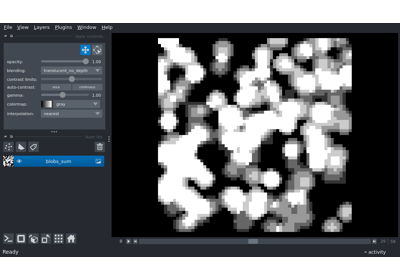 File View Layers Plugins Window Help
opacity: 1.00
blending: translucent_no_depth
contrast limits:
auto-contrast: once continuous
gamma: 1.00
colormap: gray
interpolation: nearest
blobs_sum
Ready
activity